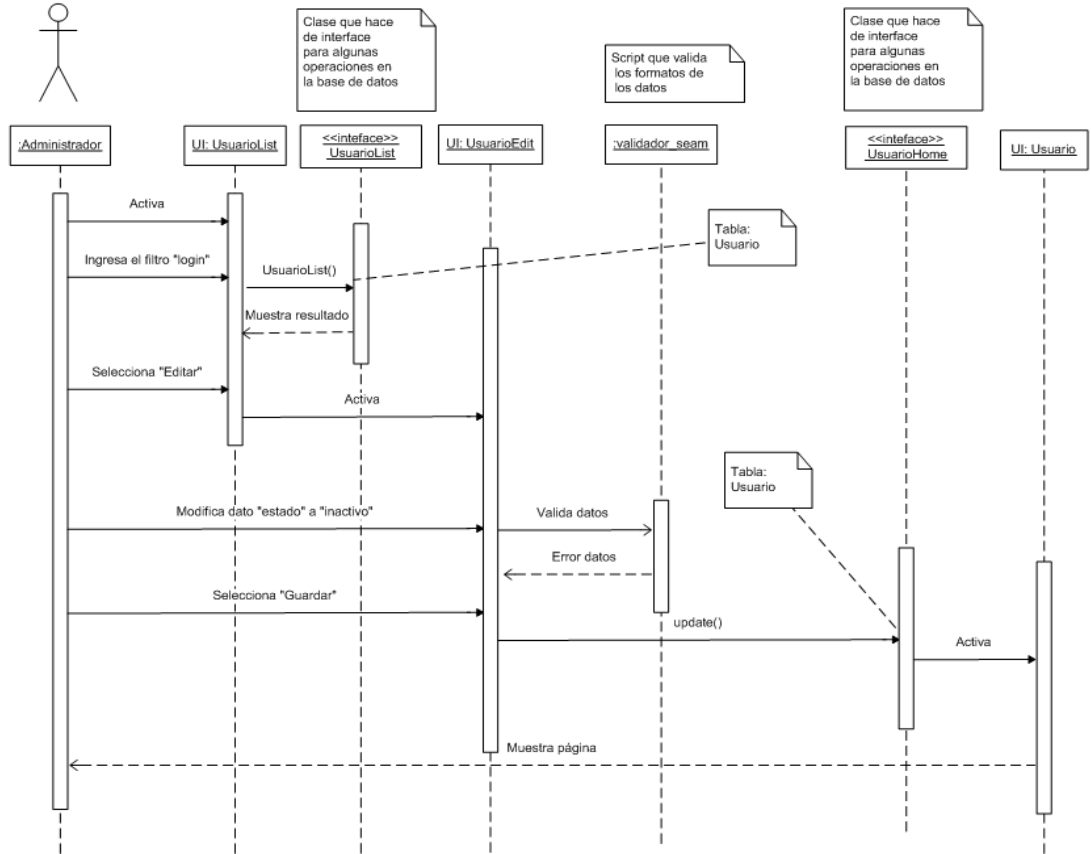 Clase que hace
de interface
para algunas
operaciones en
la base de datos
Script que valida
los formatos de
los datos
Clase que hace
de interface
para algunas
operaciones en
la base de datos
:Administrador
UI: UsuarioList
<<inteface>>
UsuarioList
UI: UsuarioEdit
:validador_seam
<<inteface>>
UsuarioHome
UI: Usuario
Activa
Tabla:
Usuario
Ingresa el filtro "login"
UsuarioList()
Muestra resultado
Selecciona "Editar"
Activa
Tabla:
Usuario
Modifica dato "estado" a "inactivo"
Valida datos
Error datos
Selecciona "Guardar"
update()
Activa
Muestra página